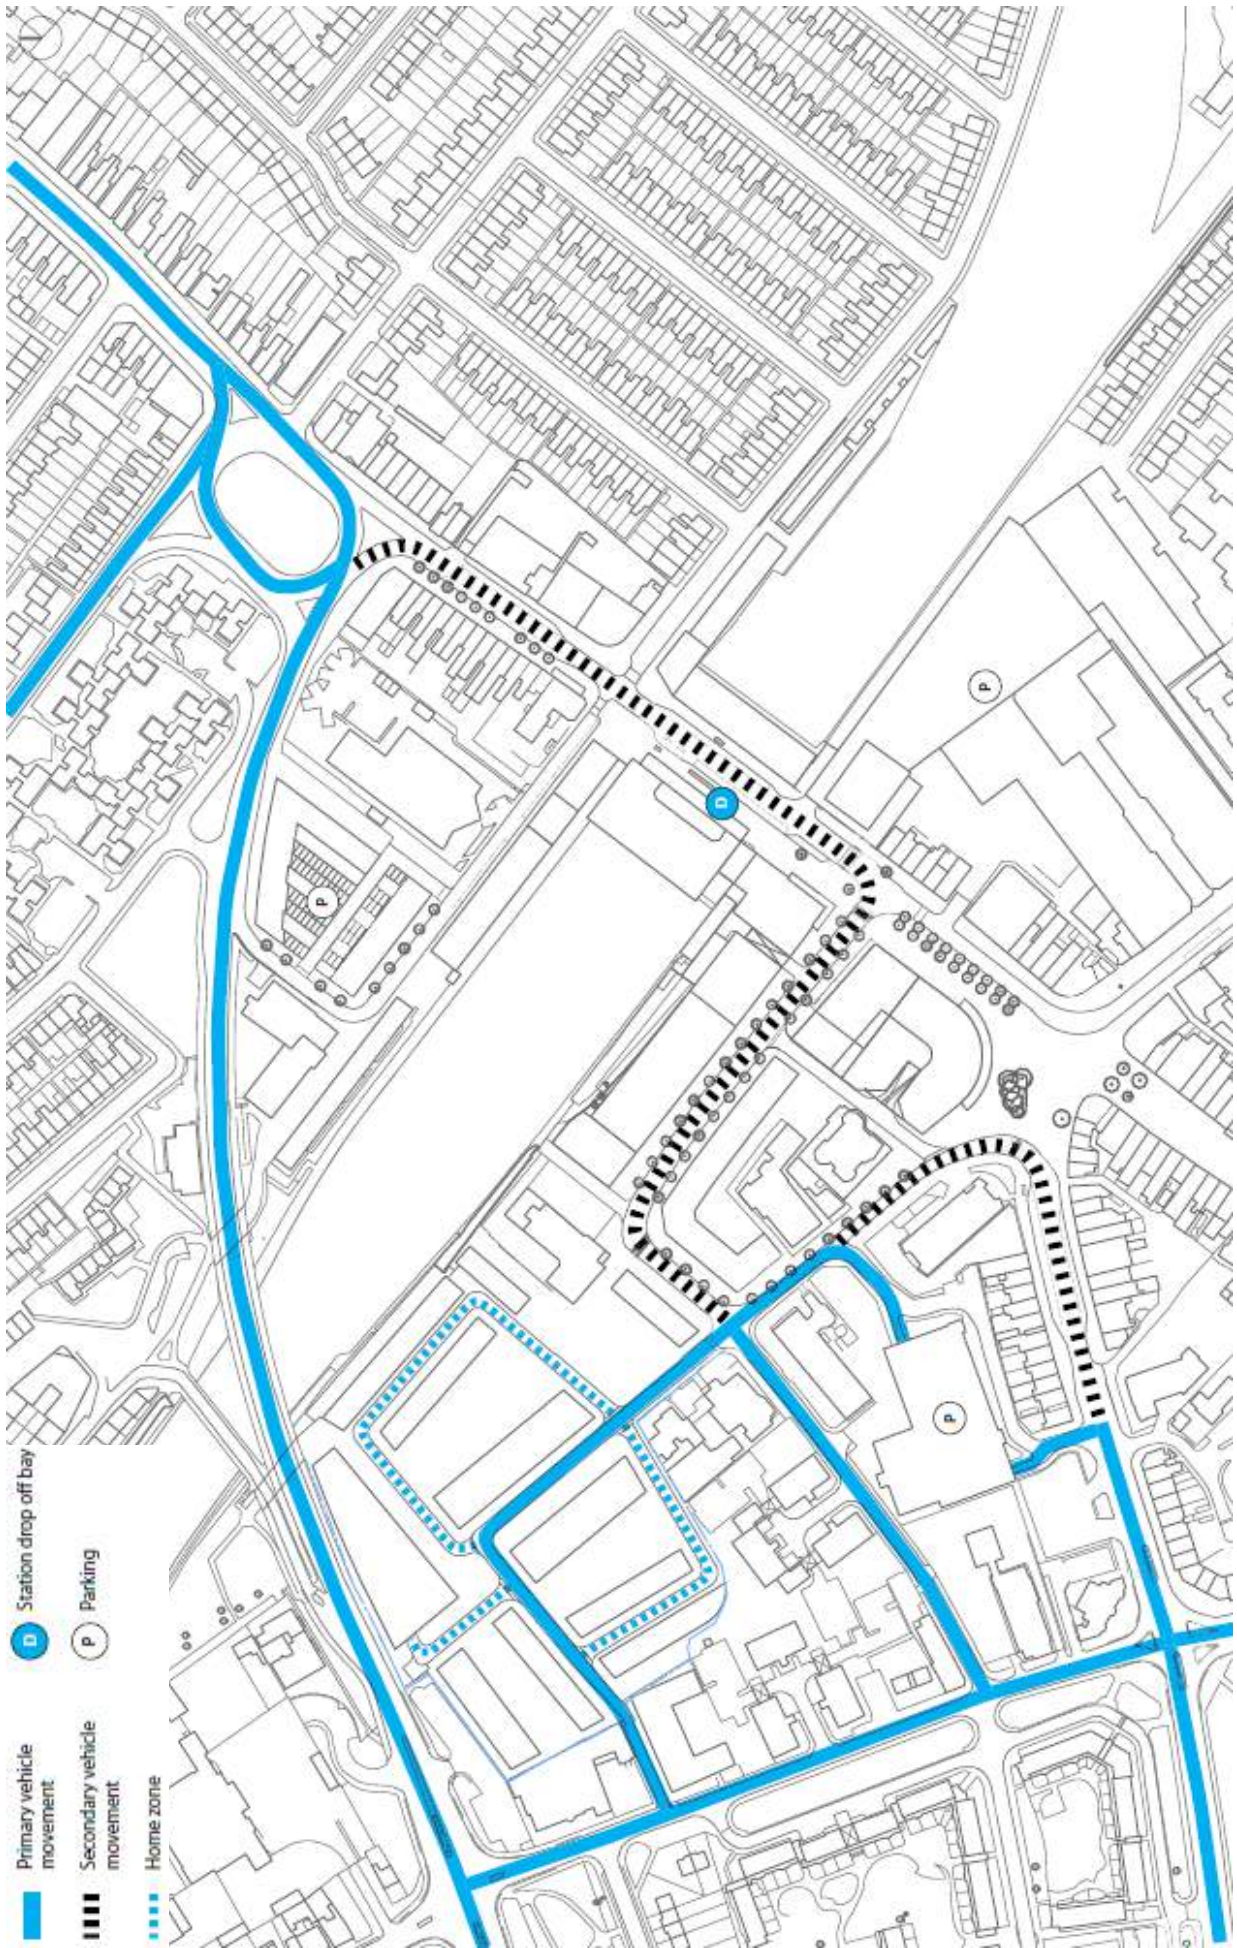 Primary vehicle
movement
Secondary vehicle
movement
Home zone
D Station drop off bay
P Parking
P
D
P
P